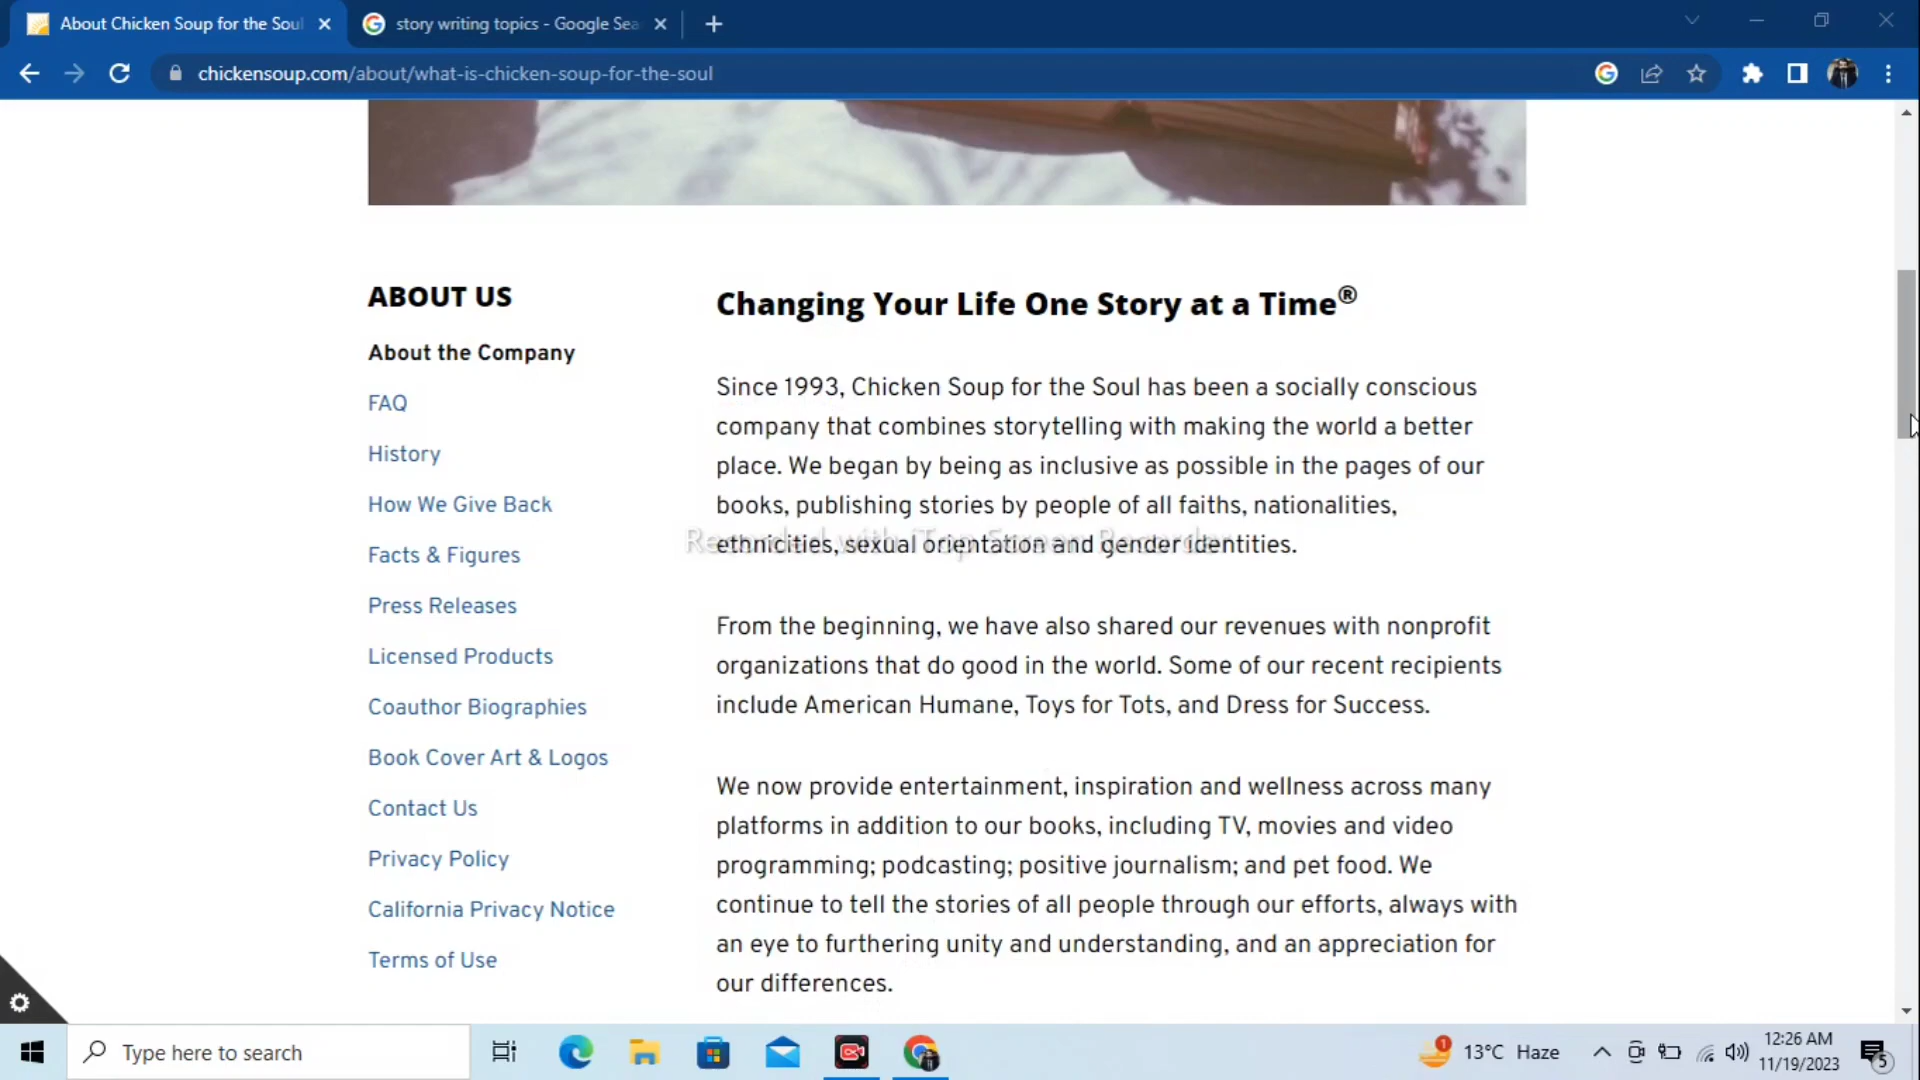 About Chicken Soup for the Soul
story writing topics - Google Sea
chickensoup.com/about/what-is-chicken-soup-for-the-soul
ABOUT US
About the Company
FAQ
History
How We Give Back
Facts & Figures
Press Releases
Licensed Products
Coauthor Biographies
Book Cover Art & Logos
Contact Us
Privacy Policy
California Privacy Notice
Terms of Use
Changing Your Life One Story at a Time®
Since 1993, Chicken Soup for the Soul has been a socially conscious
company that combines storytelling with making the world a better
place. We began by being as inclusive as possible in the pages of our
books, publishing stories by people of all faiths, nationalities,
ethnicities, sexual orientation and gender identities.
Recorded with iTop Screen Recorder
From the beginning, we have also shared our revenues with nonprofit
organizations that do good in the world. Some of our recent recipients
include American Humane, Toys for Tots, and Dress for Success.
We now provide entertainment, inspiration and wellness across many
platforms in addition to our books, including TV, movies and video
programming; podcasting; positive journalism; and pet food. We
continue to tell the stories of all people through our efforts, always with
an eye to furthering unity and understanding, and an appreciation for
our differences.
Type here to search
1
13°C Haze
12:26 AM
11/19/2023
5